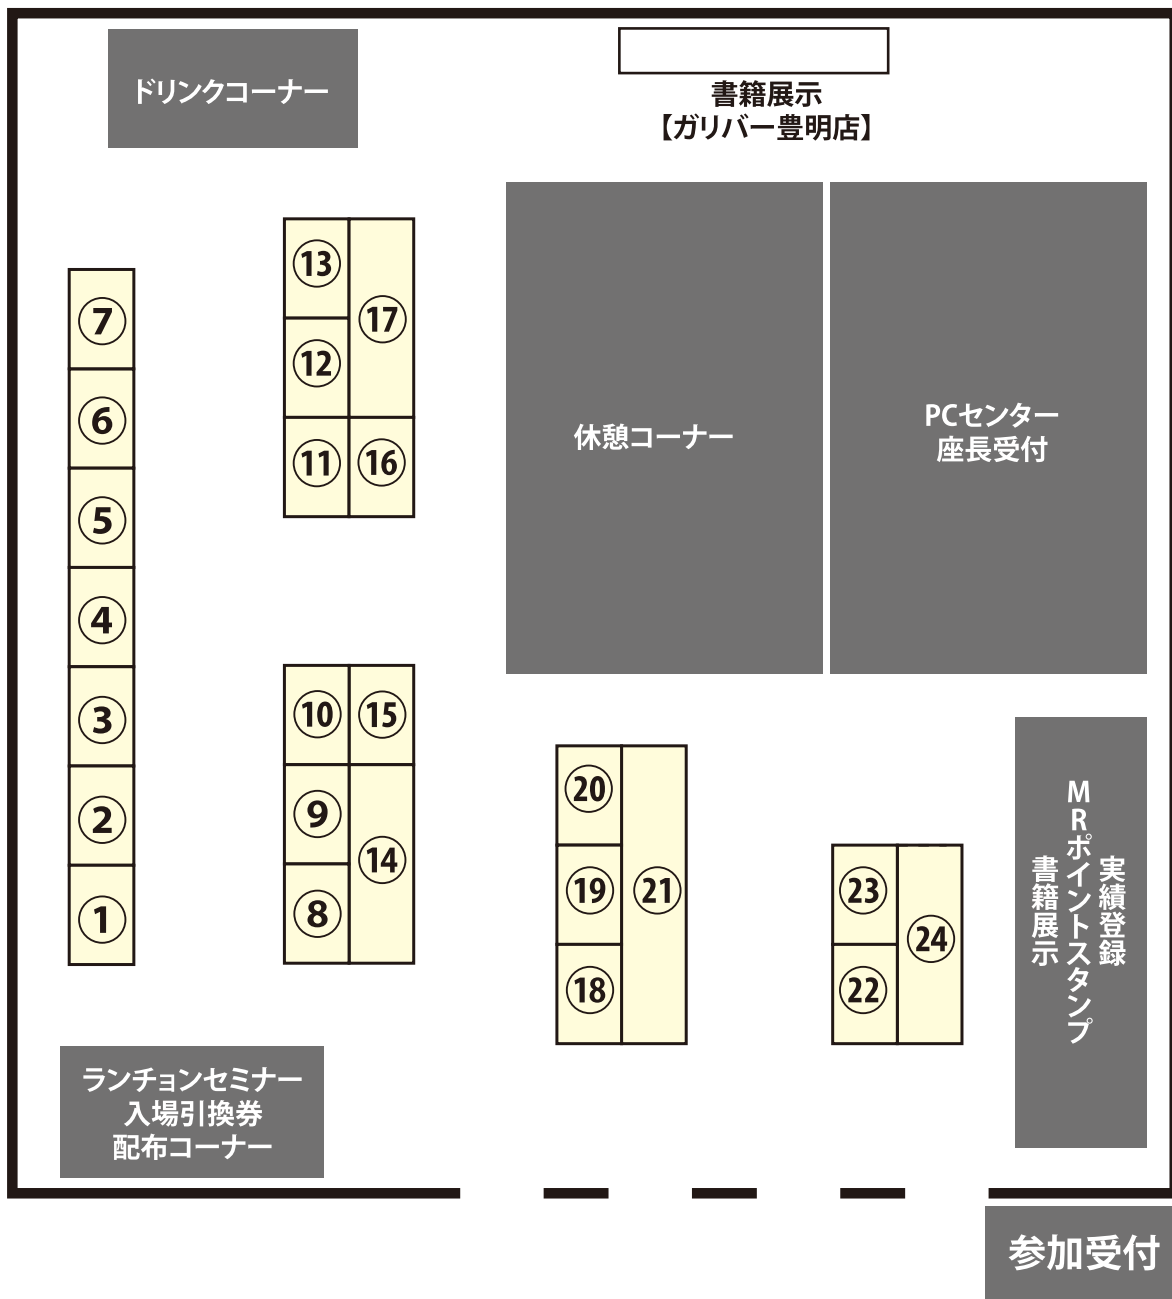 ドリンクコーナー
書籍展示
【ガリバー豊明店】
⑬
⑰
⑦
⑫
⑥
⑪
⑯
休憩コーナー
PCセンター
座長受付
⑤
④
③
⑩
⑮
②
⑨
⑭
①
⑧
⑳
⑲
㉑
⑱
㉓
㉔
㉒
実績登録
MRポイントスタンプ
書籍展示
ランチョンセミナー
入場引換券
配布コーナー
参加受付